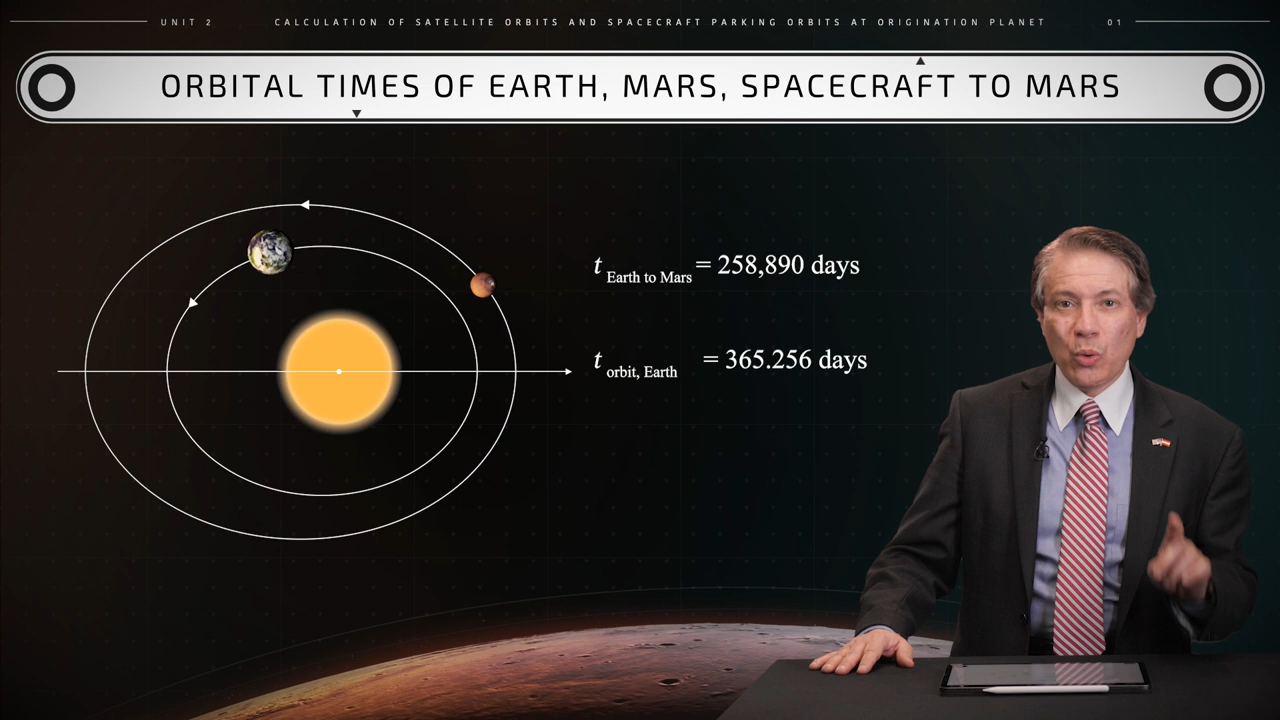 UNIT 2 CALCULATION OF SATELLITE ORBITS AND SPACECRAFT PARKING ORBITS AT ORIGINATION PLANET 01
ORBITAL TIMES OF EARTH, MARS, SPACECRAFT TO MARS
t Earth to Mars = 258,890 days
t orbit, Earth = 365.256 days